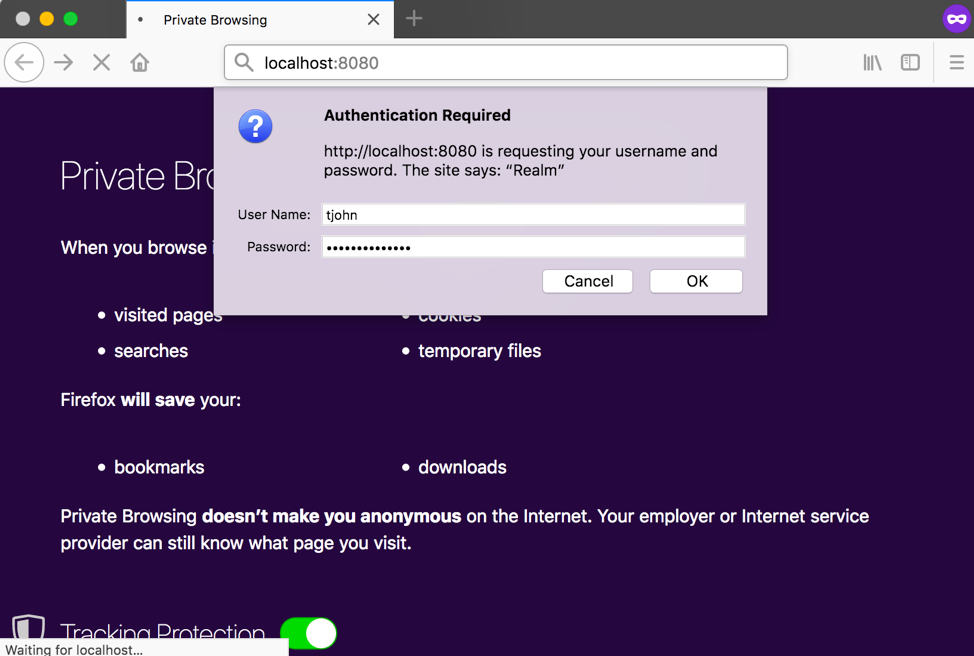 Private Browsing
localhost:8080
?
Authentication Required
http://localhost:8080 is requesting your username and
password. The site says: “Realm”
User Name: tjohn
Password: ••••••••••••••
Cancel OK
Private Bro
When you browse
• visited pages • cookies
• searches • temporary files
Firefox will save your:
• bookmarks • downloads
Private Browsing doesn’t make you anonymous on the Internet. Your employer or Internet service
provider can still know what page you visit.
Tracking Protection
Waiting for localhost...